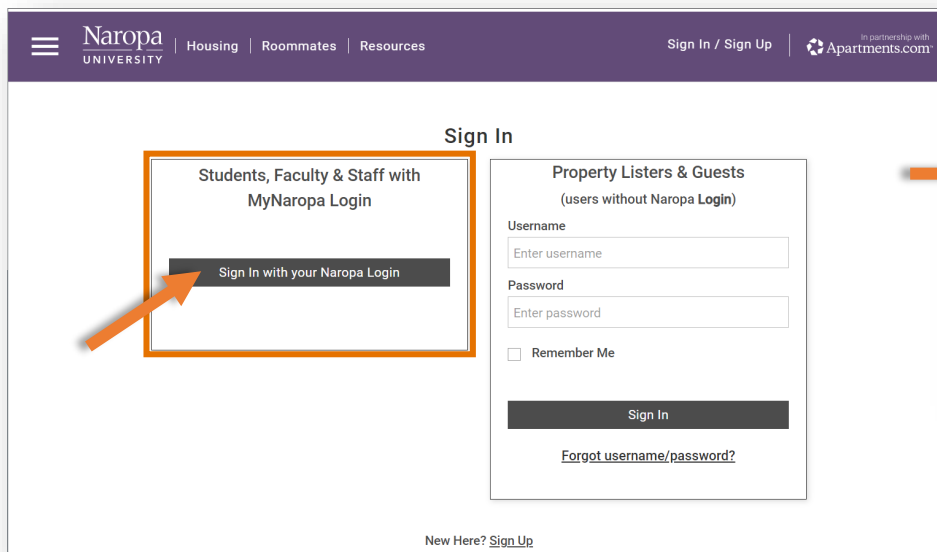 Naropa
UNIVERSITY
Housing
Roommates
Resources
Sign In / Sign Up
In partnership with
Apartments.com
Sign In
Students, Faculty & Staff with
MyNaropa Login
Sign In with your Naropa Login
Property Listers & Guests
(users without Naropa Login)
Username
Enter username
Password
Enter password
Remember Me
Sign In
Forgot username/password?
New Here? Sign Up